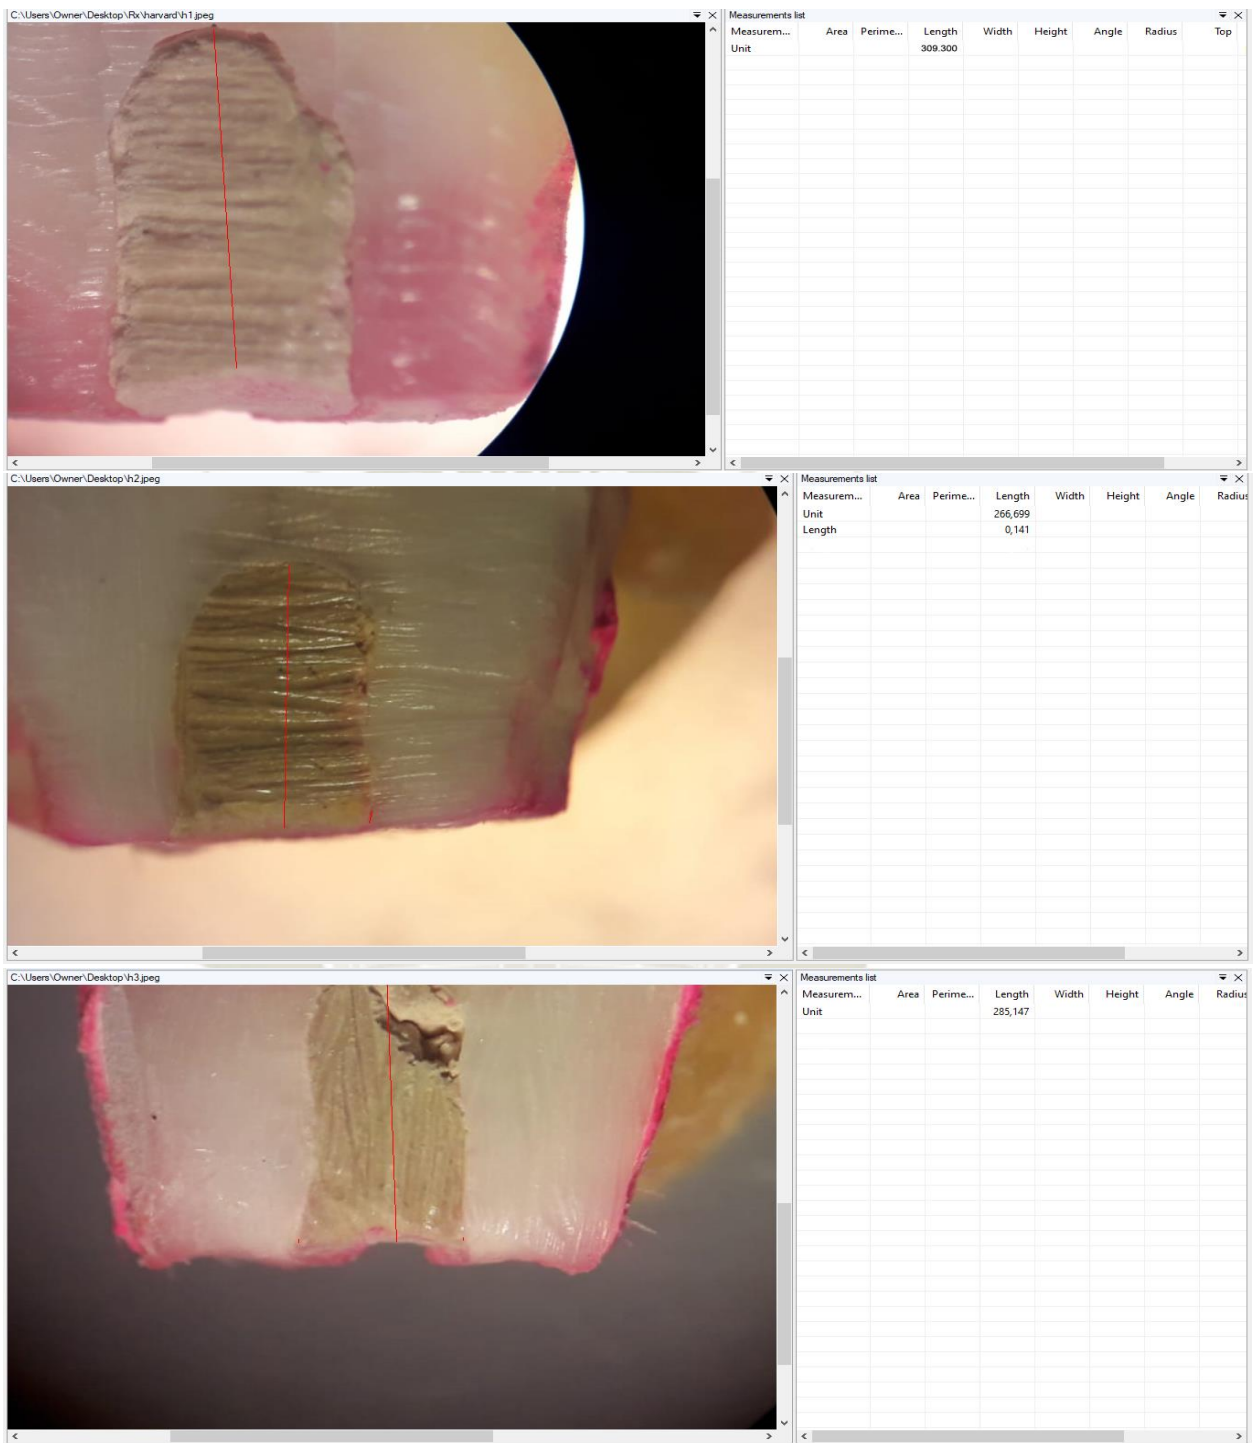 C:\Users\Owner\Desktop\Rx\harvard\h1.jpeg
Measurements list
Measurem... Area Perime... Length Width Height Angle Radius Top
Unit 309.300
C:\Users\Owner\Desktop\h2.jpeg
Measurements list
Measurem... Area Perime... Length Width Height Angle Radius
Unit 266,699
Length 0,141
C:\Users\Owner\Desktop\h3.jpeg
Measurements list
Measurem... Area Perime... Length Width Height Angle Radius
Unit 285,147